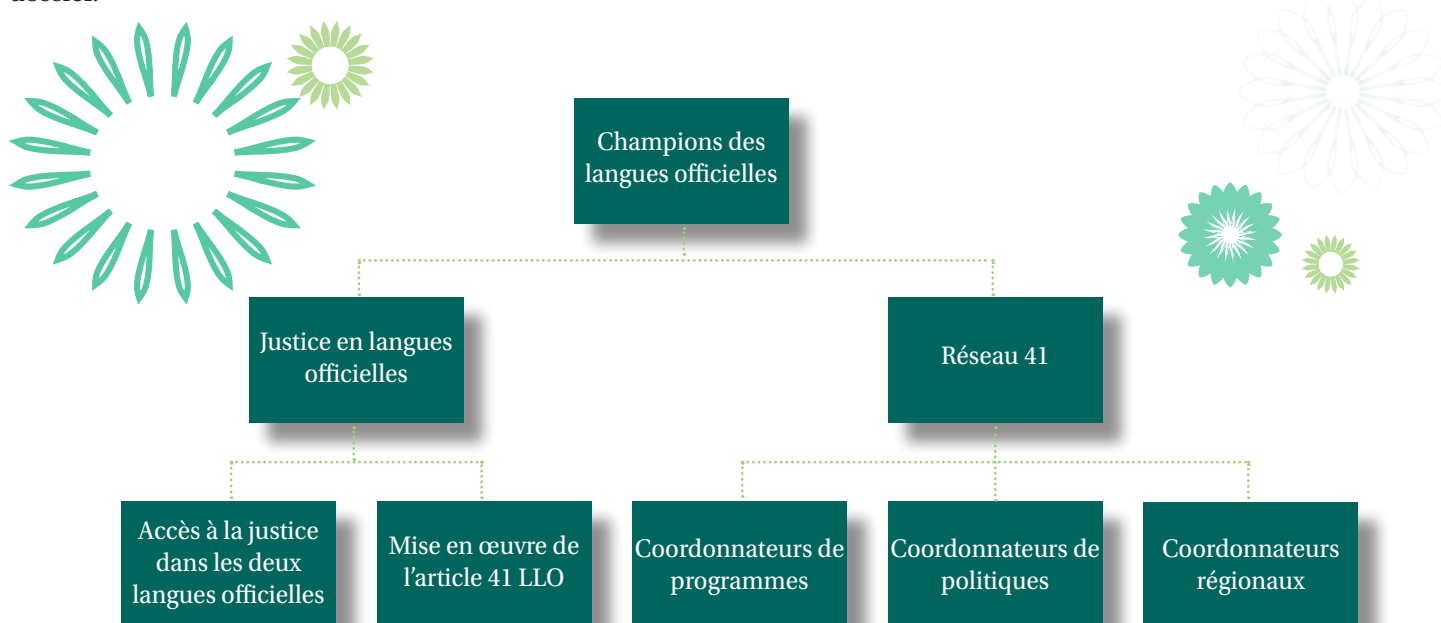 Champions des
langues officielles
Justice en langues
officielles
Réseau 41
Accès à la justice
dans les deux
langues officielles
Mise en œuvre de
l'article 41 LLO
Coordonnateurs de
programmes
Coordonnateurs de
politiques
Coordonnateurs
régionaux